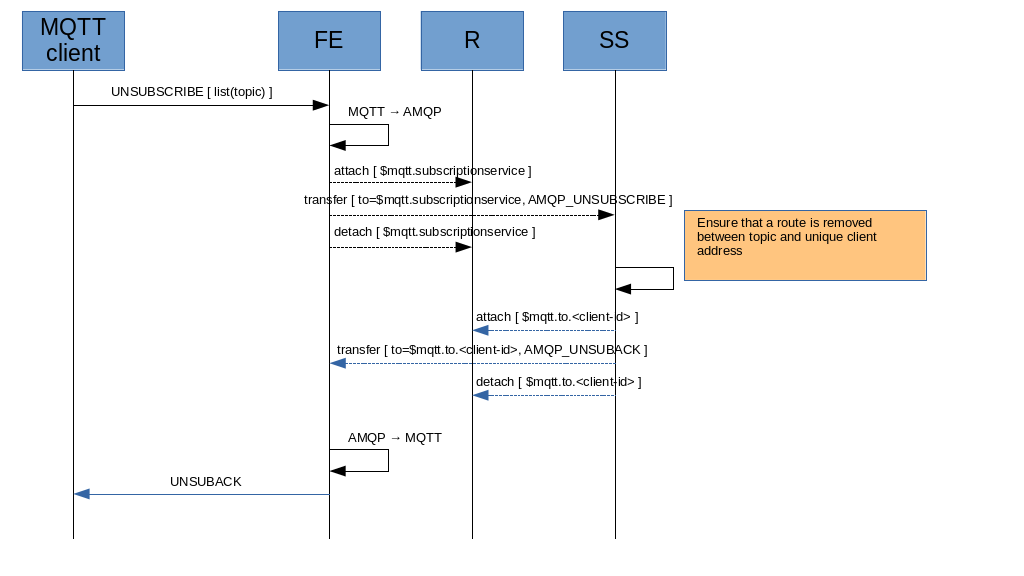 MQTT
client
FE
R
SS
UNSUBSCRIBE [ list(topic) ]
MQTT → AMQP
attach [ $mqtt.subscriptionservice ]
transfer [ to=$mqtt.subscriptionservice, AMQP_UNSUBSCRIBE ]
detach [ $mqtt.subscriptionservice ]
Ensure that a route is removed
between topic and unique client
address
attach [ $mqtt.to.<client-id> ]
transfer [ to=$mqtt.to.<client-id>, AMQP_UNSUBACK ]
detach [ $mqtt.to.<client-id> ]
AMQP → MQTT
UNSUBACK